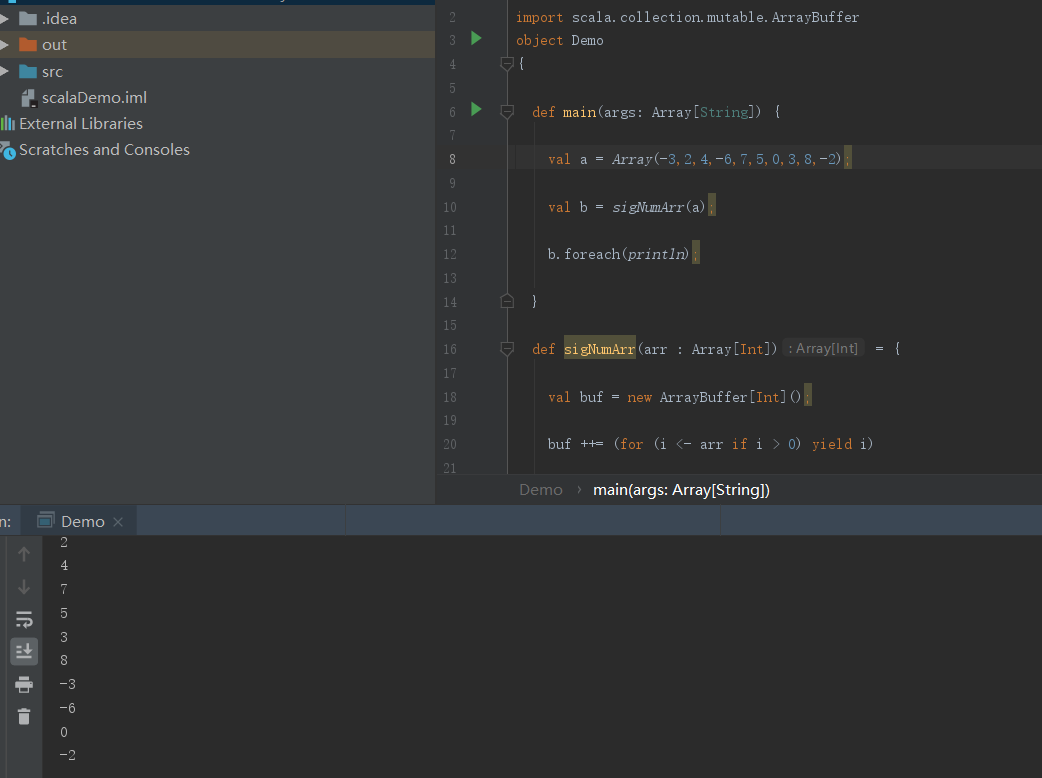 .idea
out
src
scalaDemo.iml
External Libraries
Scratches and Consoles
2 import scala.collection.mutable.ArrayBuffer
3 object Demo
4 {
5
6 def main(args: Array[String]) {
7
8 val a = Array(-3,2,4,-6,7,5,0,3,8,-2);
9
10 val b = sigNumArr(a);
11
12 b.foreach(println);
13
14 }
15
16 def sigNumArr(arr : Array[Int]) : Array[Int] = {
17
18 val buf = new ArrayBuffer[Int]();
19
20 buf ++= (for (i <- arr if i > 0) yield i)
21
Demo › main(args: Array[String])
n: Demo
2
4
7
5
3
8
-3
-6
0
-2